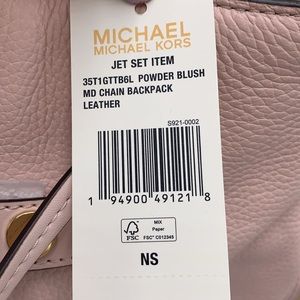 MICHAEL
MICHAEL KORS
JET SET ITEM
35T1GTTB6L POWDER BLUSH
MD CHAIN BACKPACK
LEATHER
S921-0002
1 94900 49121 8
FSC
MIX
Paper
FSC® C012345
NS